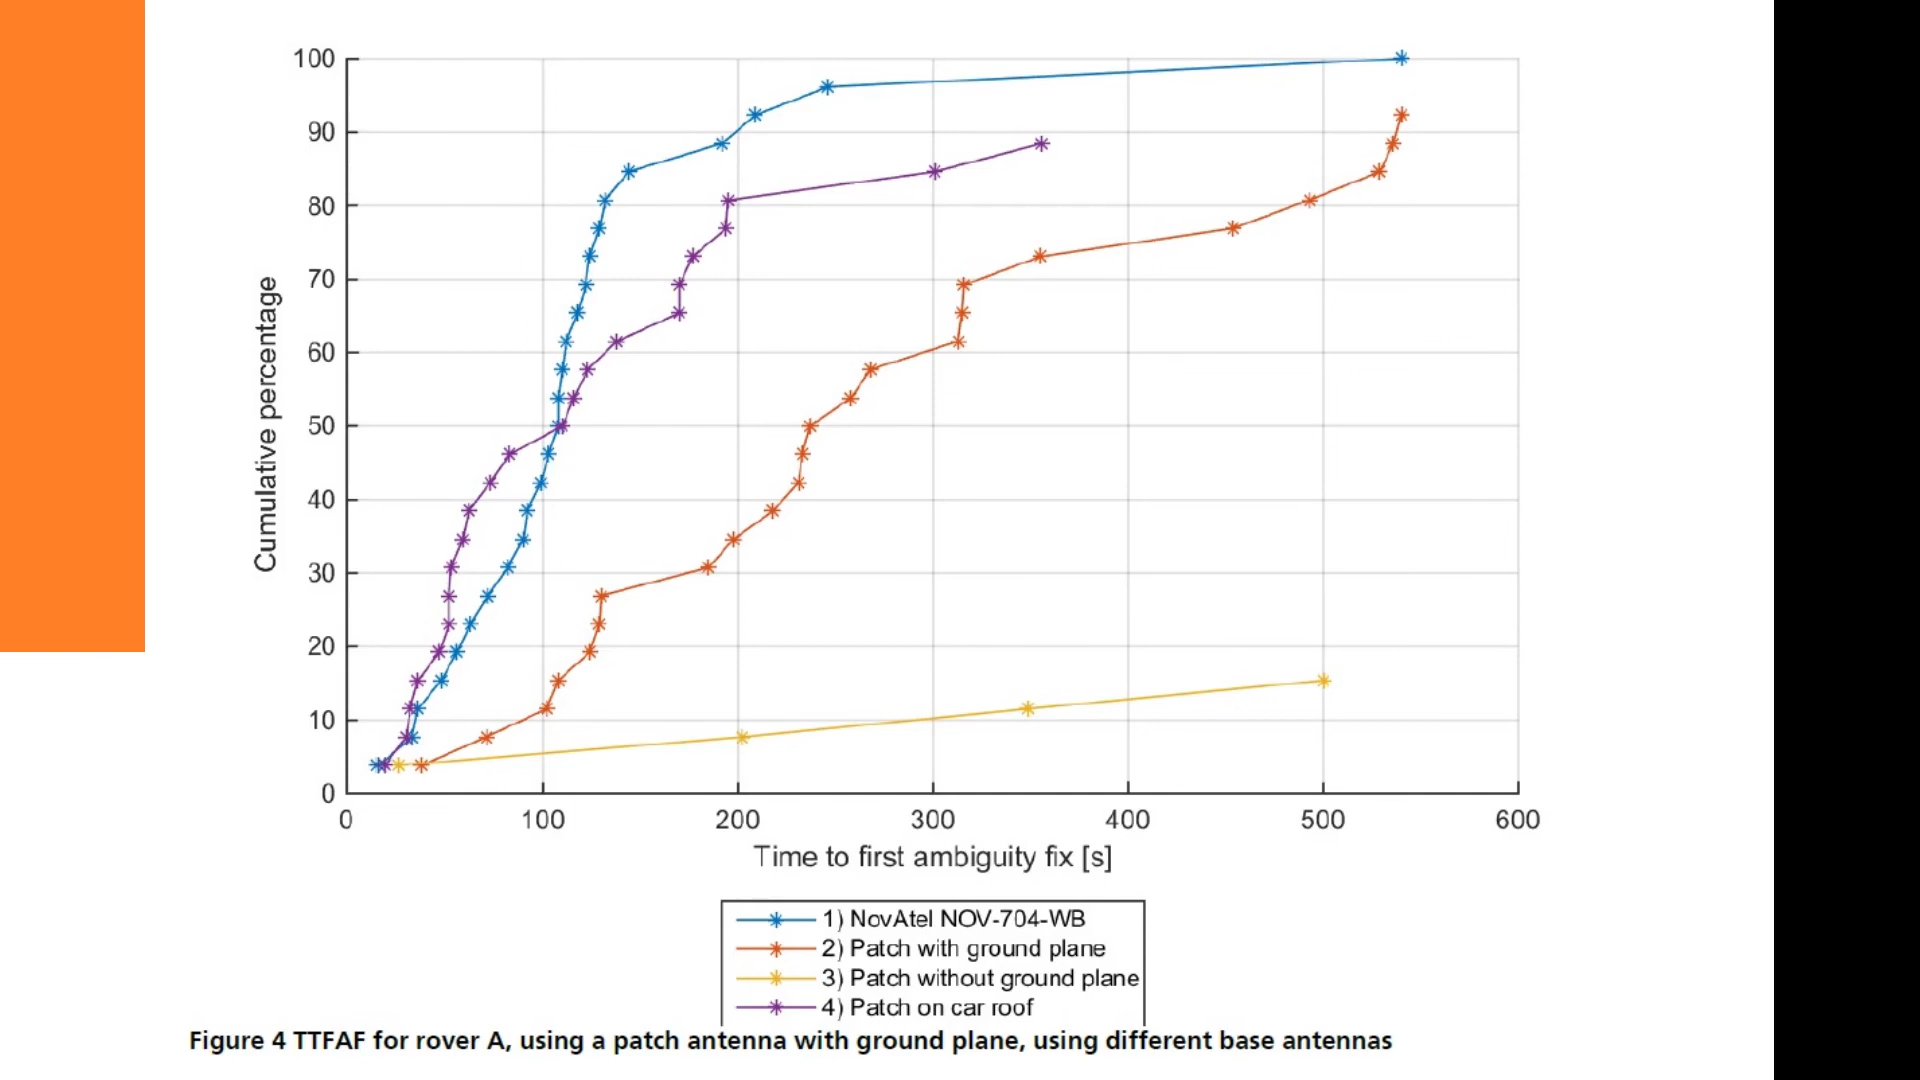 100
90
80
70
60
50
40
30
20
10
0
Cumulative percentage
0 100 200 300 400 500 600
Time to first ambiguity fix [s]
1) NovAtel NOV-704-WB
2) Patch with ground plane
3) Patch without ground plane
4) Patch on car roof
Figure 4 TTFAF for rover A, using a patch antenna with ground plane, using different base antennas